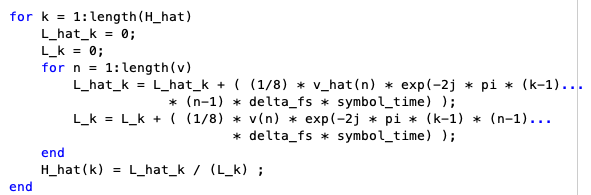 for k = 1:length(H_hat)
L_hat_k = 0;
L_k = 0;
for n = 1:length(v)
L_hat_k = L_hat_k + ( (1/8) * v_hat(n) * exp(-2j * pi * (k-1)...
* (n-1) * delta_fs * symbol_time) );
L_k = L_k + ( (1/8) * v(n) * exp(-2j * pi * (k-1) * (n-1)...
* delta_fs * symbol_time) );
end
H_hat(k) = L_hat_k / (L_k) ;
end